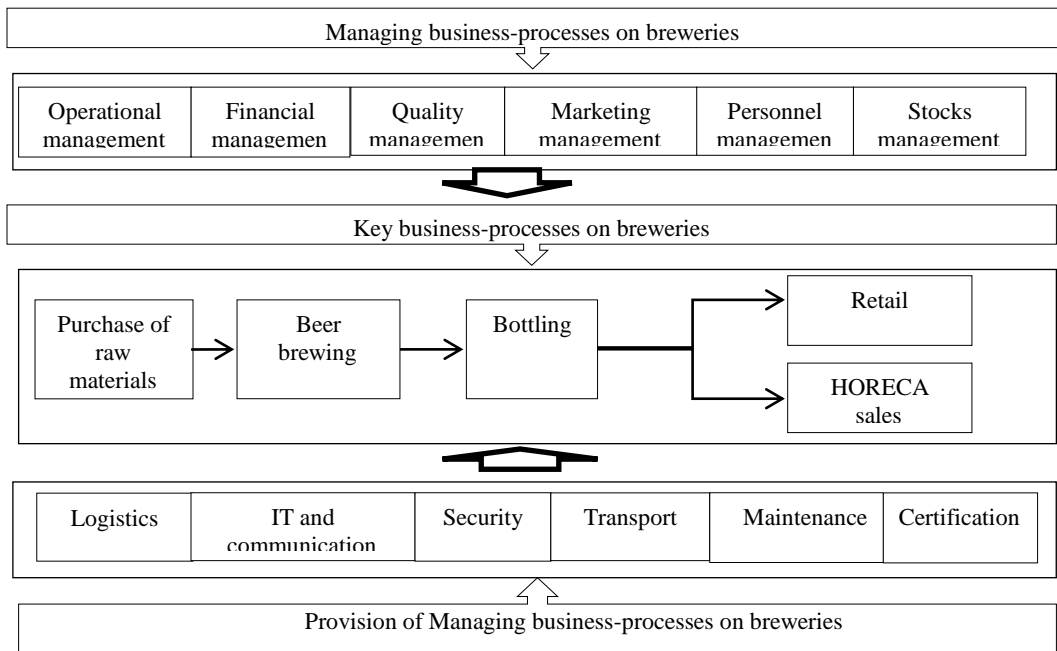 Managing business-processes on breweries
Operational
management
Financial
managemen
Quality
managemen
Marketing
management
Personnel
managemen
Stocks
management
Key business-processes on breweries
Purchase of
raw
materials
Beer
brewing
Bottling
Retail
HORECA
sales
Logistics
IT and
communication
Security
Transport
Maintenance
Certification
Provision of Managing business-processes on breweries